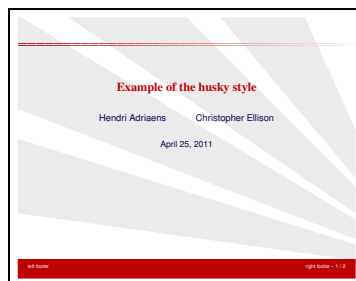 Example of the husky style
Hendri Adriaens Christopher Ellison
April 25, 2011
left footer right footer – 1 / 2